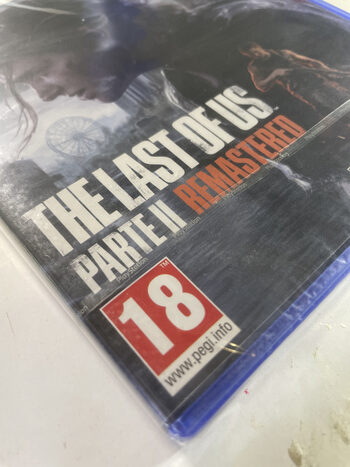 THE LAST OF US
PARTE II REMASTERED
18
www.pegi.info